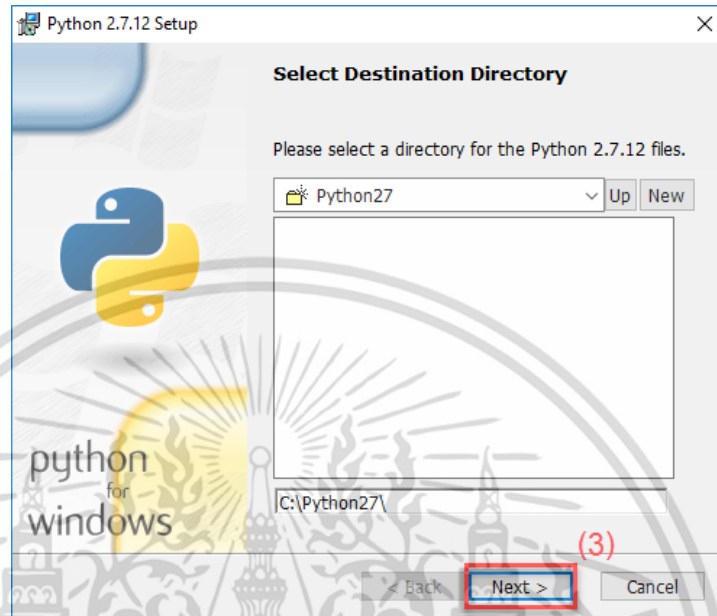 Python 2.7.12 Setup
Select Destination Directory
Please select a directory for the Python 2.7.12 files.
Python27
Up New
python
for
windows
C:\Python27\
(3)
< Back Next > Cancel